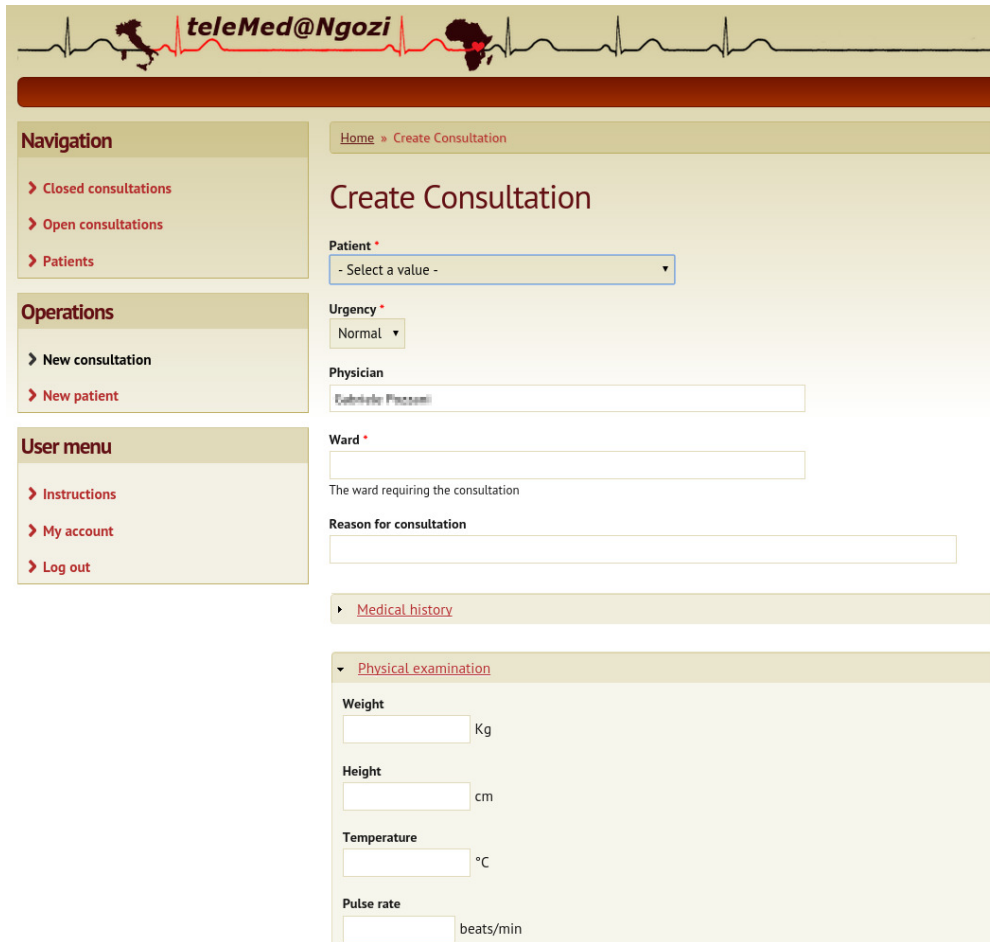 teleMed@Ngozi
Navigation
Closed consultations
Open consultations
Patients
Operations
New consultation
New patient
User menu
Instructions
My account
Log out
Home » Create Consultation
Create Consultation
Patient *
- Select a value -
Urgency *
Normal
Physician
Ward *
The ward requiring the consultation
Reason for consultation
Medical history
Physical examination
Weight
Kg
Height
cm
Temperature
°C
Pulse rate
beats/min